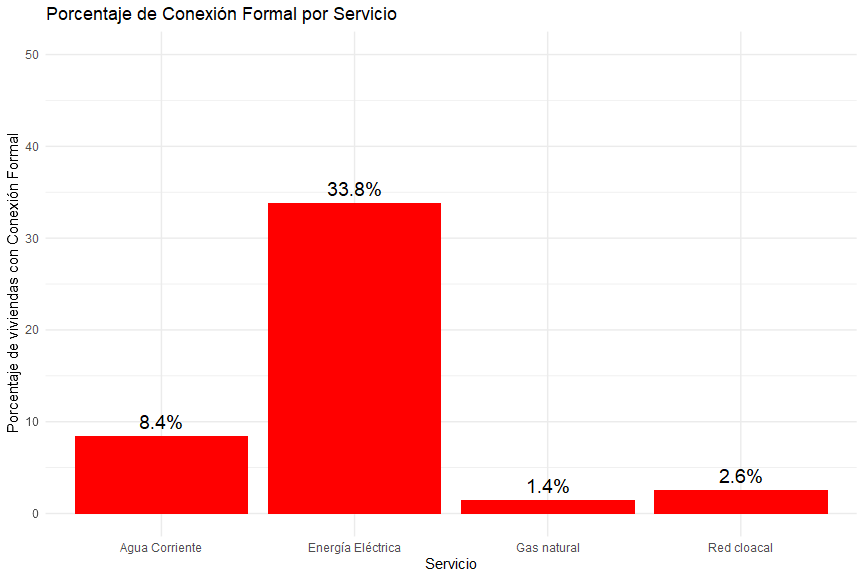 Porcentaje de Conexión Formal por Servicio
Porcentaje de viviendas con Conexión Formal
50
40
30
20
10
0
8.4%
33.8%
1.4%
2.6%
Agua Corriente
Energía Eléctrica
Gas natural
Red cloacal
Servicio